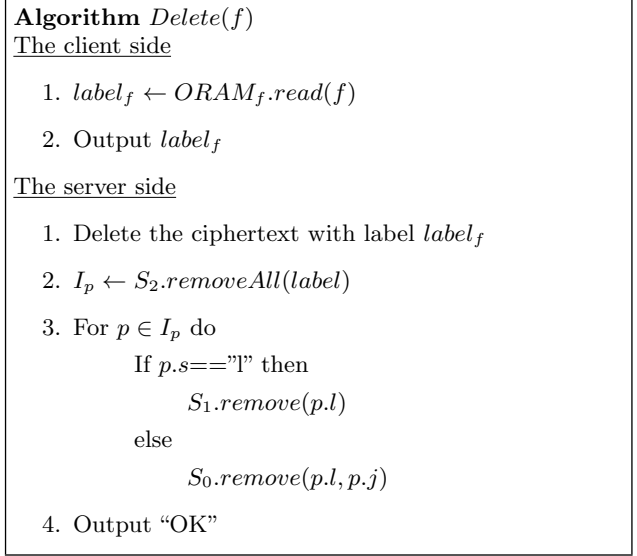 Algorithm Delete(f)
The client side
1. label_f ← ORAM_f.read(f)
2. Output label_f
The server side
1. Delete the ciphertext with label label_f
2. I_p ← S_2.removeAll(label)
3. For p ∈ I_p do
If p.s=="l" then
S_1.remove(p.l)
else
S_0.remove(p.l, p.j)
4. Output “OK”